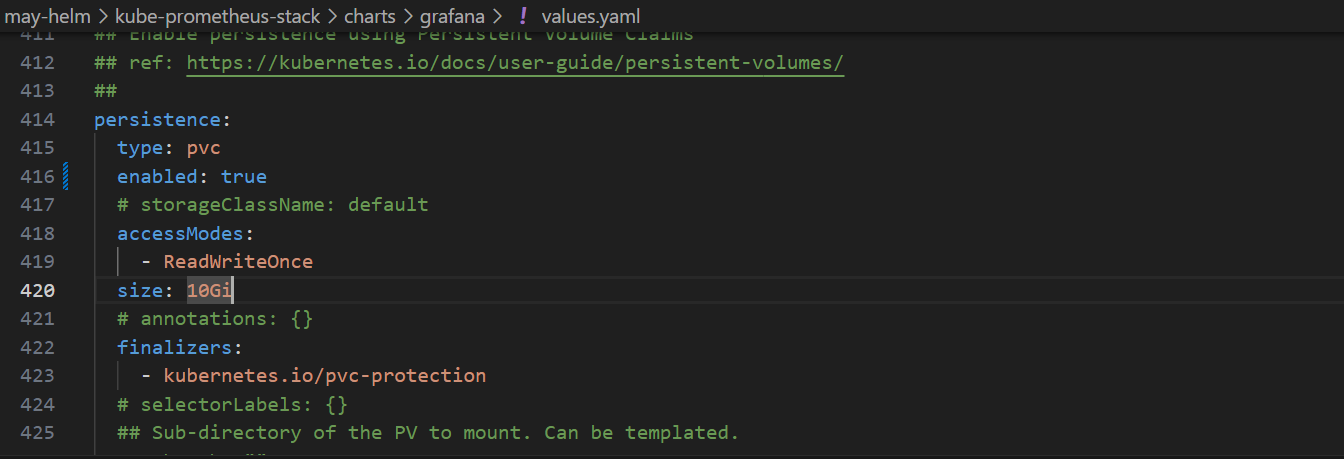 may-helm > kube-prometheus-stack > charts > grafana > ! values.yaml
411 ## Enable persistence using Persistent Volume Claims
412 ## ref: https://kubernetes.io/docs/user-guide/persistent-volumes/
413 ##
414 persistence:
415   type: pvc
416   enabled: true
417   # storageClassName: default
418   accessModes:
419     - ReadWriteOnce
420   size: 10Gi
421   # annotations: {}
422   finalizers:
423     - kubernetes.io/pvc-protection
424   # selectorLabels: {}
425   ## Sub-directory of the PV to mount. Can be templated.